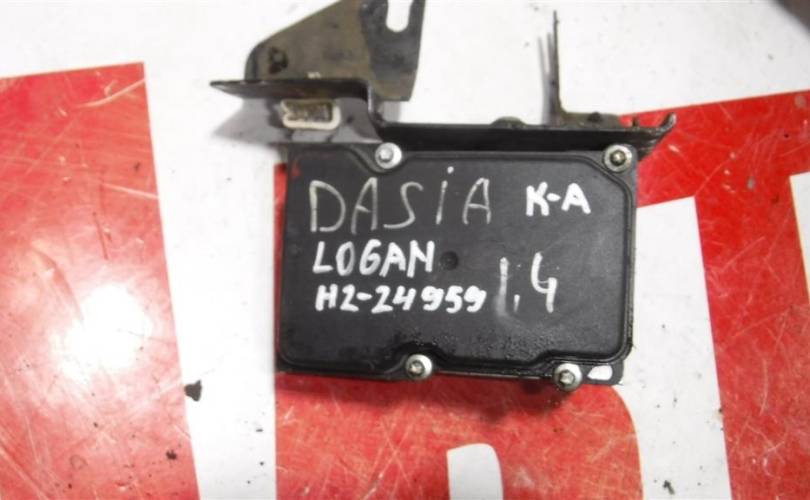 DASiA K-A
LOGAN
H2-24959 1,4